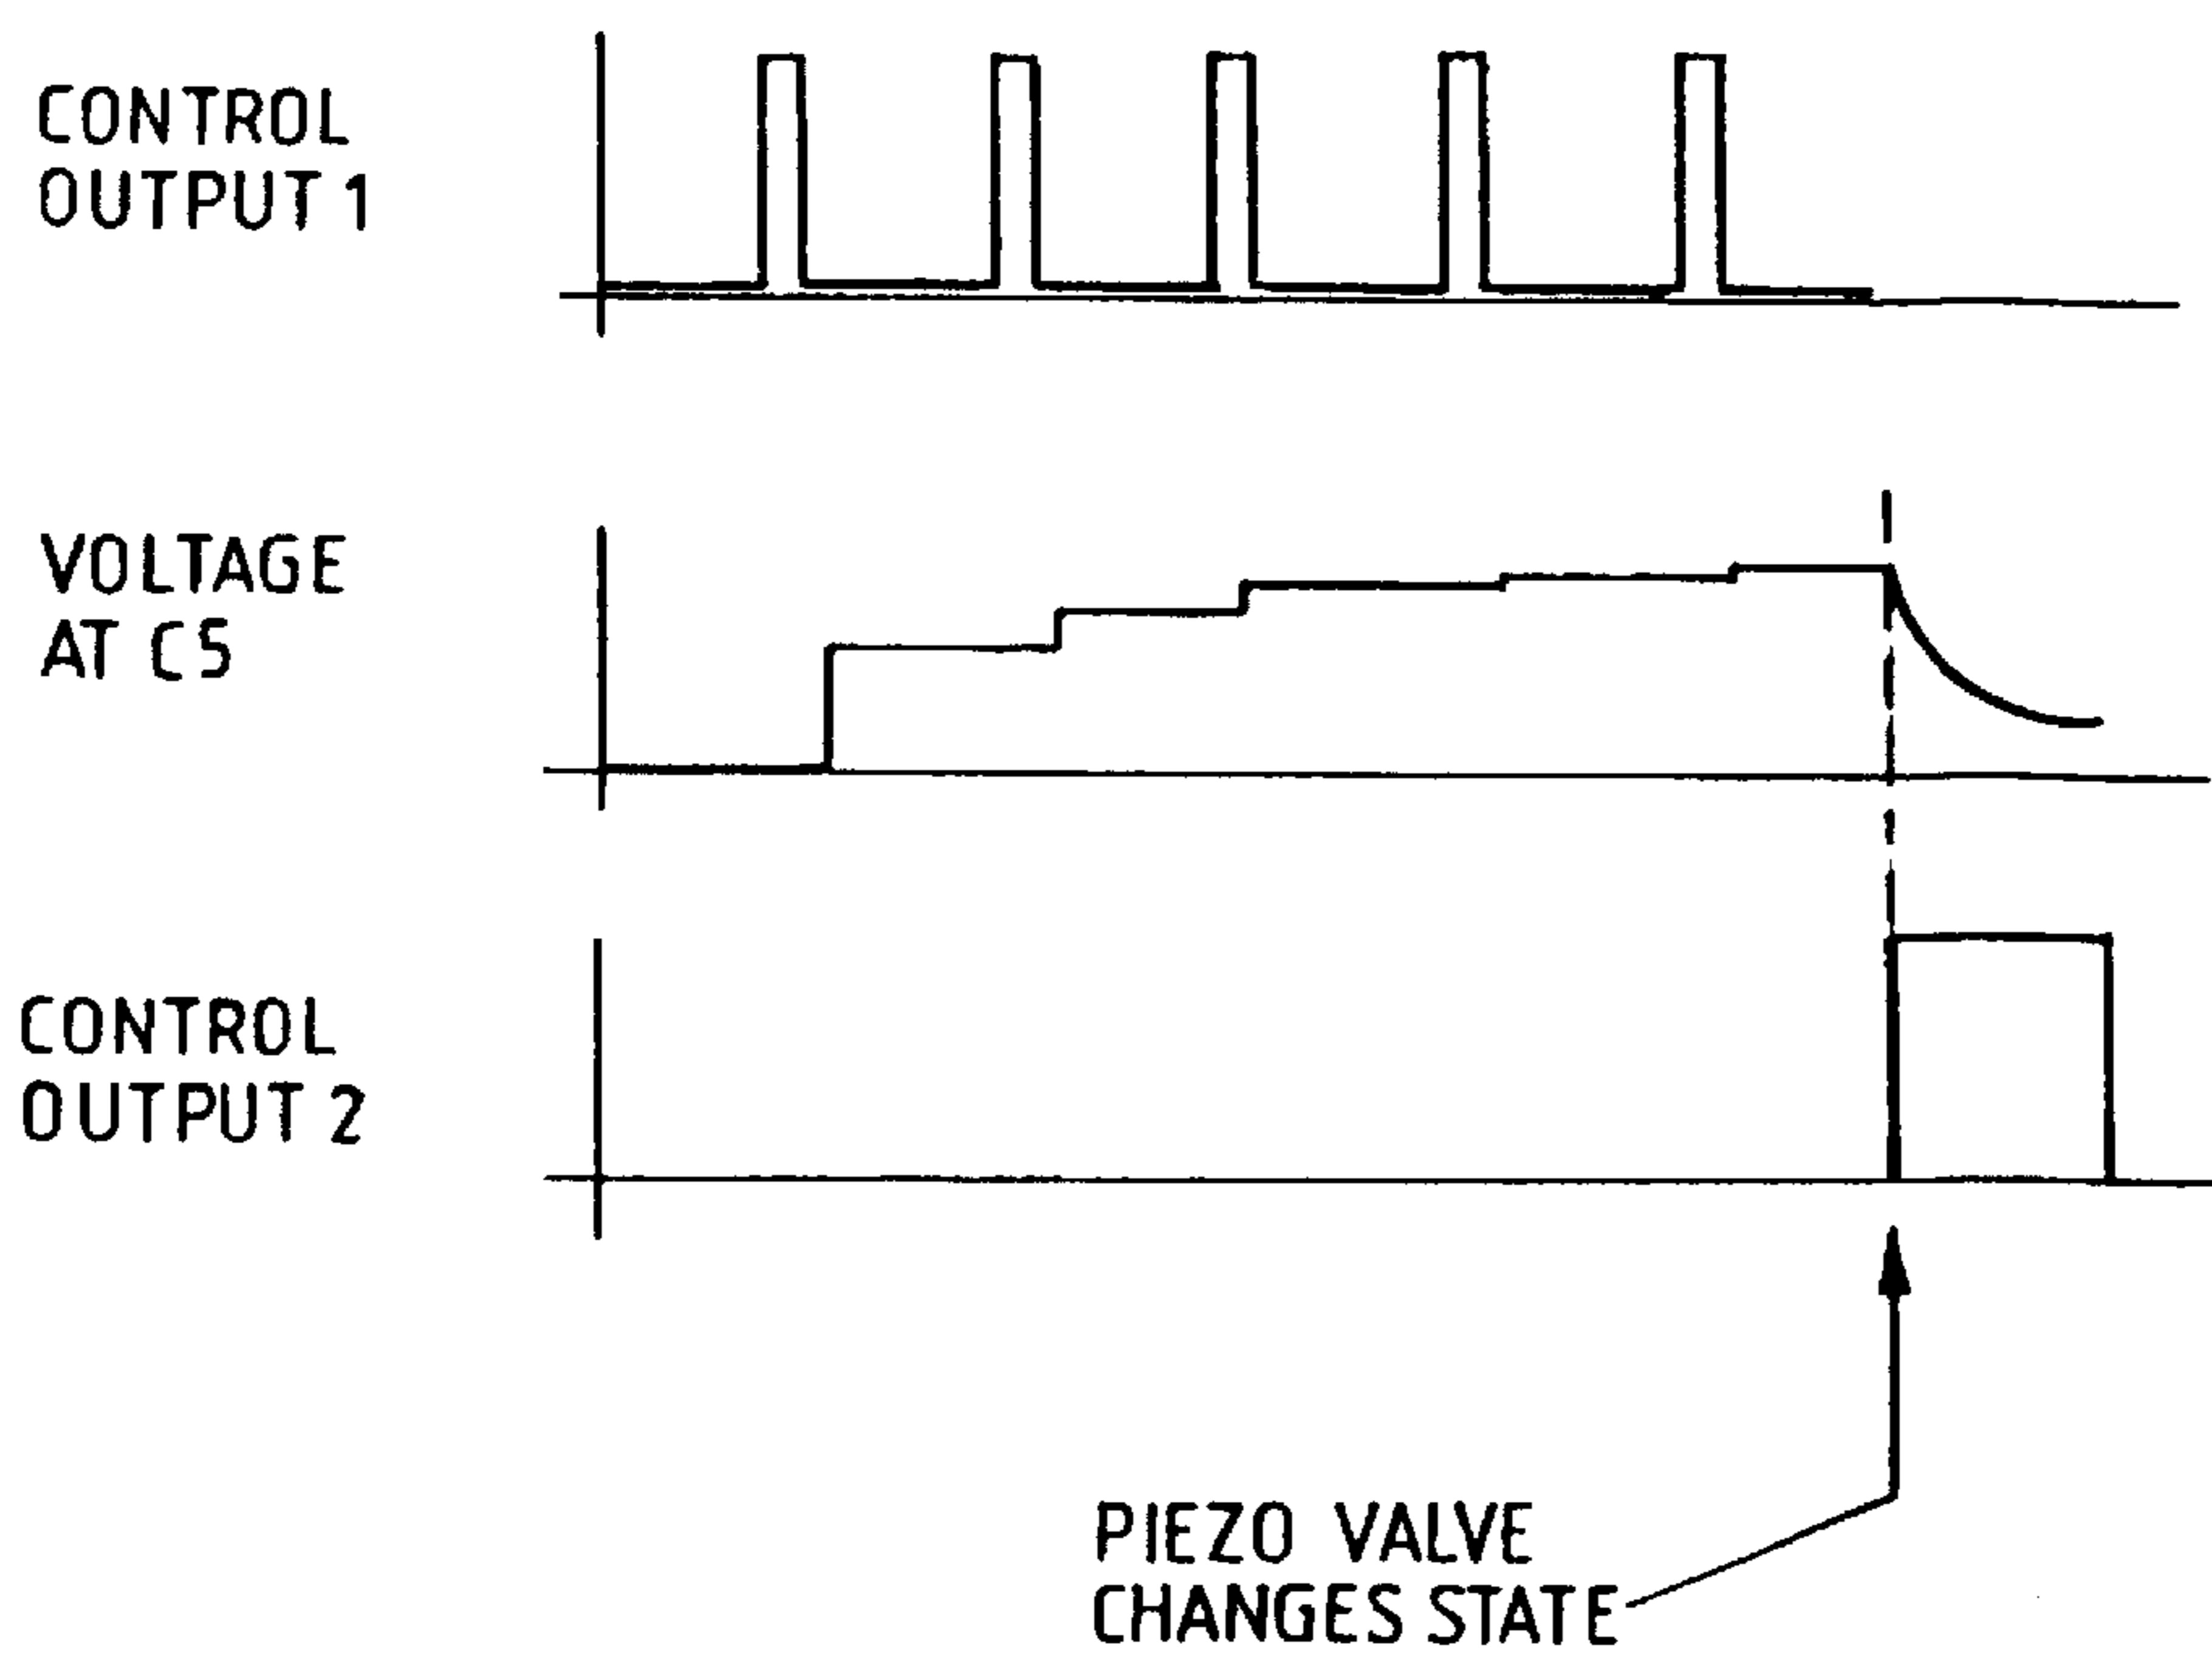 CONTROL
OUTPUT 1
VOLTAGE
AT C5
CONTROL
OUTPUT 2
PIEZO VALVE
CHANGES STATE